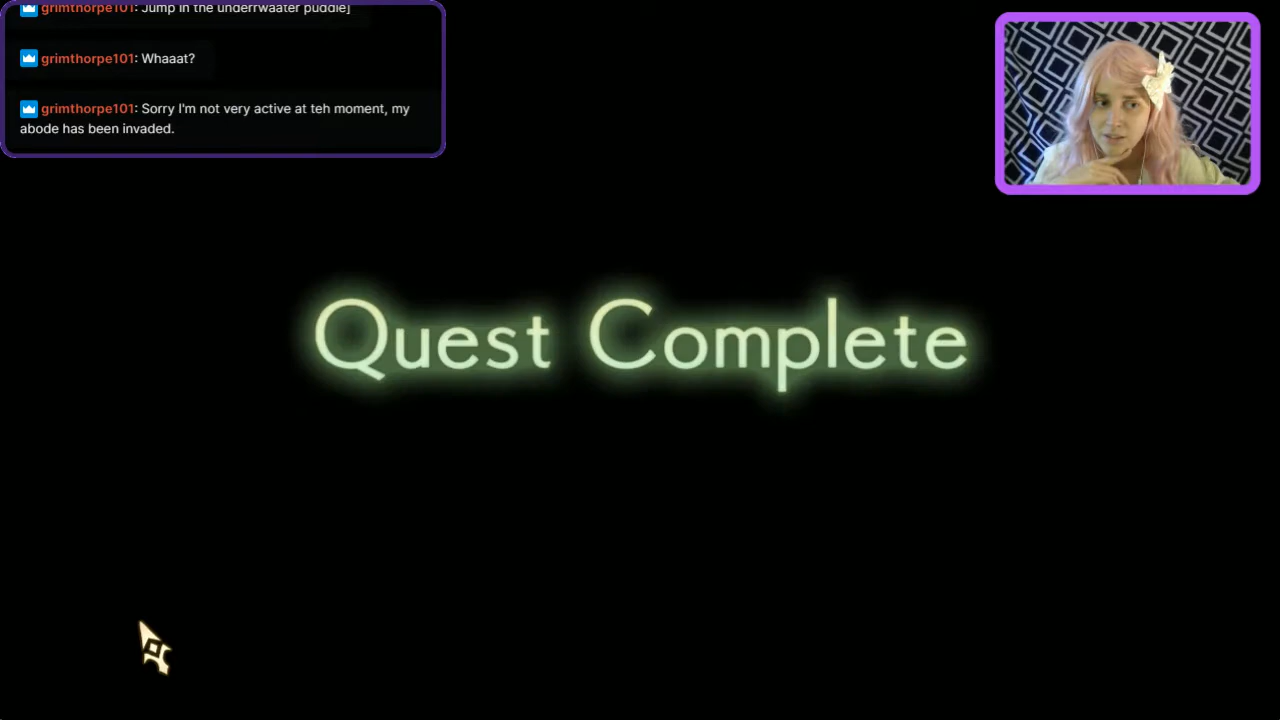 grimthorpe101: Jump in the underrwaater puddle]
grimthorpe101: Whaaat?
grimthorpe101: Sorry I'm not very active at teh moment, my
abode has been invaded.
Quest Complete